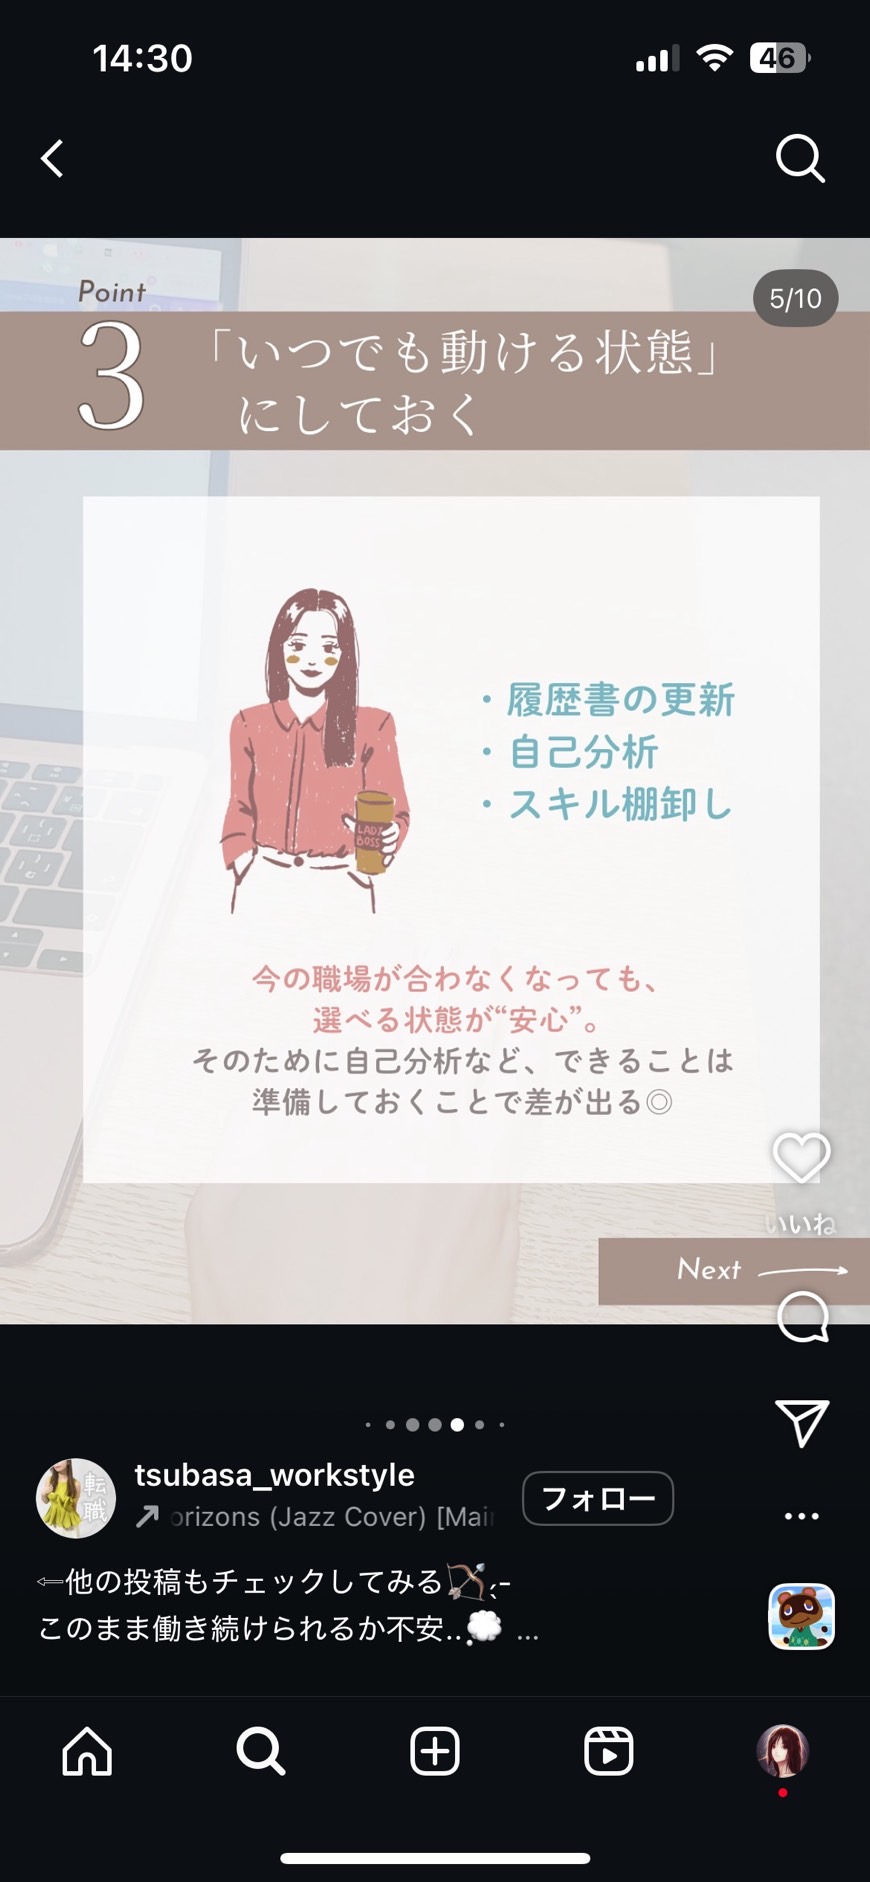 14:30
46
5/10
Point
3
「いつでも動ける状態」
にしておく
・履歴書の更新
・自己分析
・スキル棚卸し
LADY
BOSS
今の職場が合わなくなっても、
選べる状態が“安心”。
そのために自己分析など、できることは
準備しておくことで差が出る◎
いいね
Next
転職
tsubasa_workstyle
orizons (Jazz Cover) [Mai
フォロー
⇦他の投稿もチェックしてみる🏹 ˎˊ-
このまま働き続けられるか不安..💭 ...